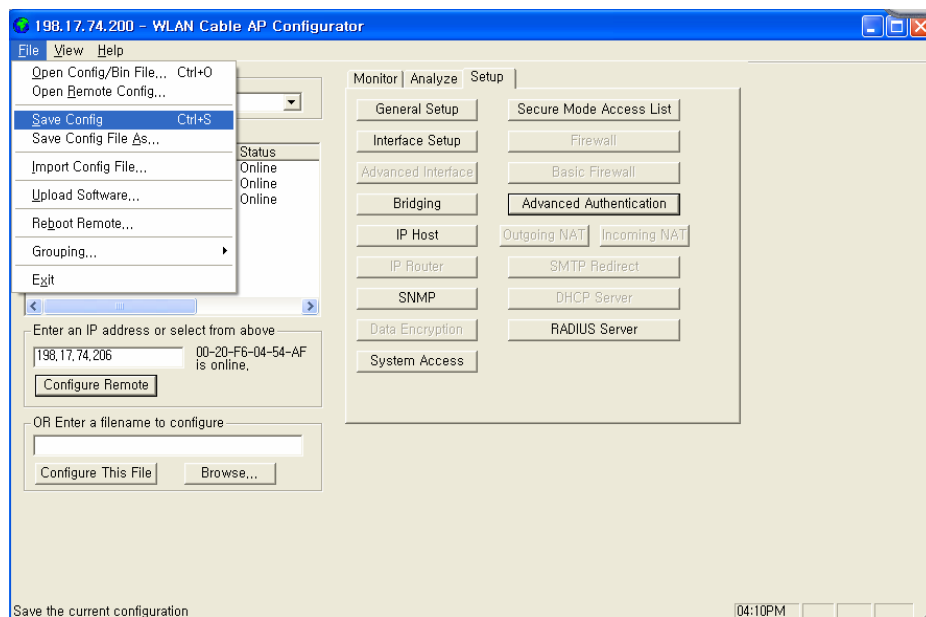 198.17.74.200 - WLAN Cable AP Configurator
File View Help
Open Config/Bin File... Ctrl+O
Open Remote Config...
Save Config Ctrl+S
Save Config File As...
Import Config File...
Upload Software...
Reboot Remote...
Grouping...
Exit
Status
Online
Online
Online
Enter an IP address or select from above
198.17.74.206
00-20-F6-04-54-AF
is online.
Configure Remote
OR Enter a filename to configure
Configure This File Browse...
Monitor Analyze Setup
General Setup Secure Mode Access List
Interface Setup Firewall
Advanced Interface Basic Firewall
Bridging Advanced Authentication
IP Host Outgoing NAT Incoming NAT
IP Router SMTP Redirect
SNMP DHCP Server
Data Encryption RADIUS Server
System Access
Save the current configuration 04:10PM